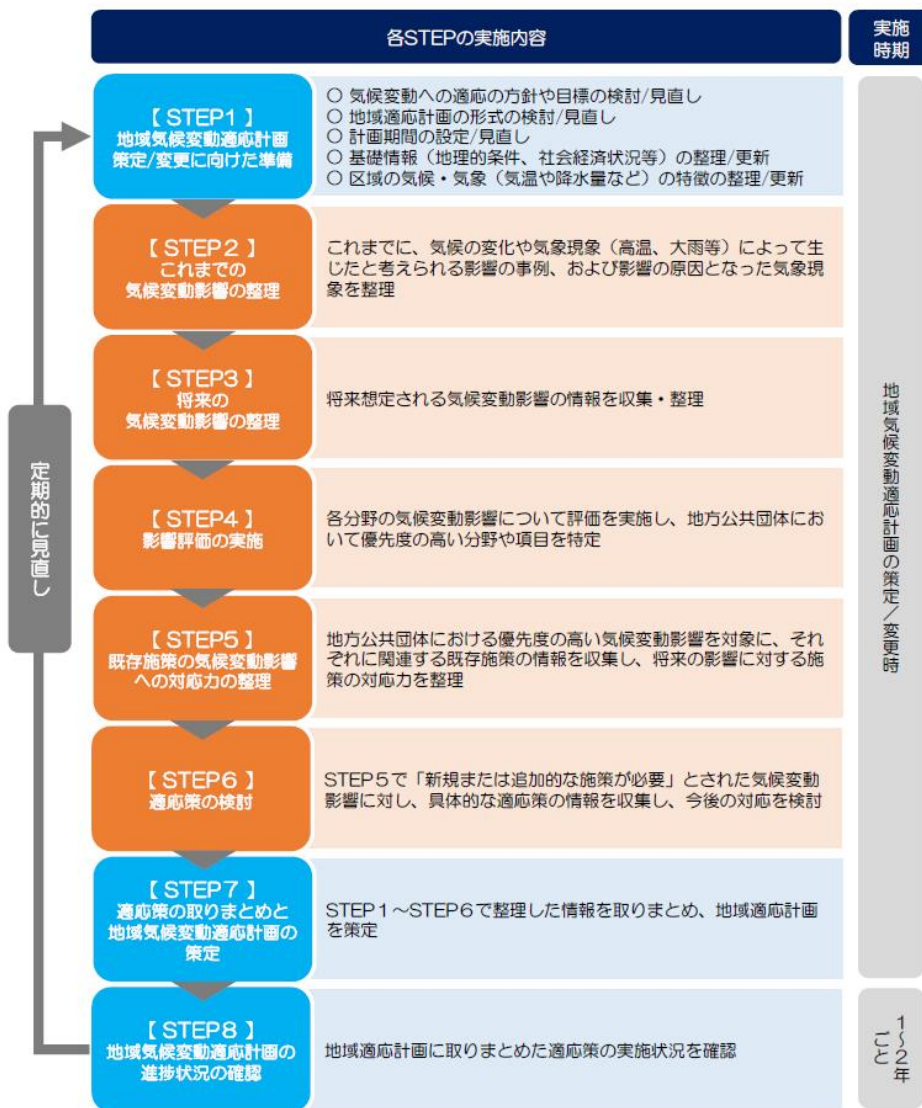 各STEPの実施内容
実施
時期
【 STEP1 】
地域気候変動適応計画
策定/変更に向けた準備
○ 気候変動への適応の方針や目標の検討/見直し
○ 地域適応計画の形式の検討/見直し
○ 計画期間の設定/見直し
○ 基礎情報（地理的条件、社会経済状況等）の整理/更新
○ 区域の気候・気象（気温や降水量など）の特徴の整理/更新
【 STEP2 】
これまでの
気候変動影響の整理
これまでに、気候の変化や気象現象（高温、大雨等）によって生
じたと考えられる影響の事例、および影響の原因となった気象現
象を整理
【 STEP3 】
将来の
気候変動影響の整理
将来想定される気候変動影響の情報を収集・整理
【 STEP4 】
影響評価の実施
各分野の気候変動影響について評価を実施し、地方公共団体にお
いて優先度の高い分野や項目を特定
【 STEP5 】
既存施策の気候変動影響
への対応力の整理
地方公共団体における優先度の高い気候変動影響を対象に、それ
ぞれに関連する既存施策の情報を収集し、将来の影響に対する施
策の対応力を整理
【 STEP6 】
適応策の検討
STEP5で「新規または追加的な施策が必要」とされた気候変動
影響に対し、具体的な適応策の情報を収集し、今後の対応を検討
【 STEP7 】
適応策の取りまとめと
地域気候変動適応計画の
策定
STEP1～STEP6で整理した情報を取りまとめ、地域適応計画
を策定
【 STEP8 】
地域気候変動適応計画の
進捗状況の確認
地域適応計画に取りまとめた適応策の実施状況を確認
定期的に見直し
地域気候変動適応計画の策定／変更時
1～2年
ごと